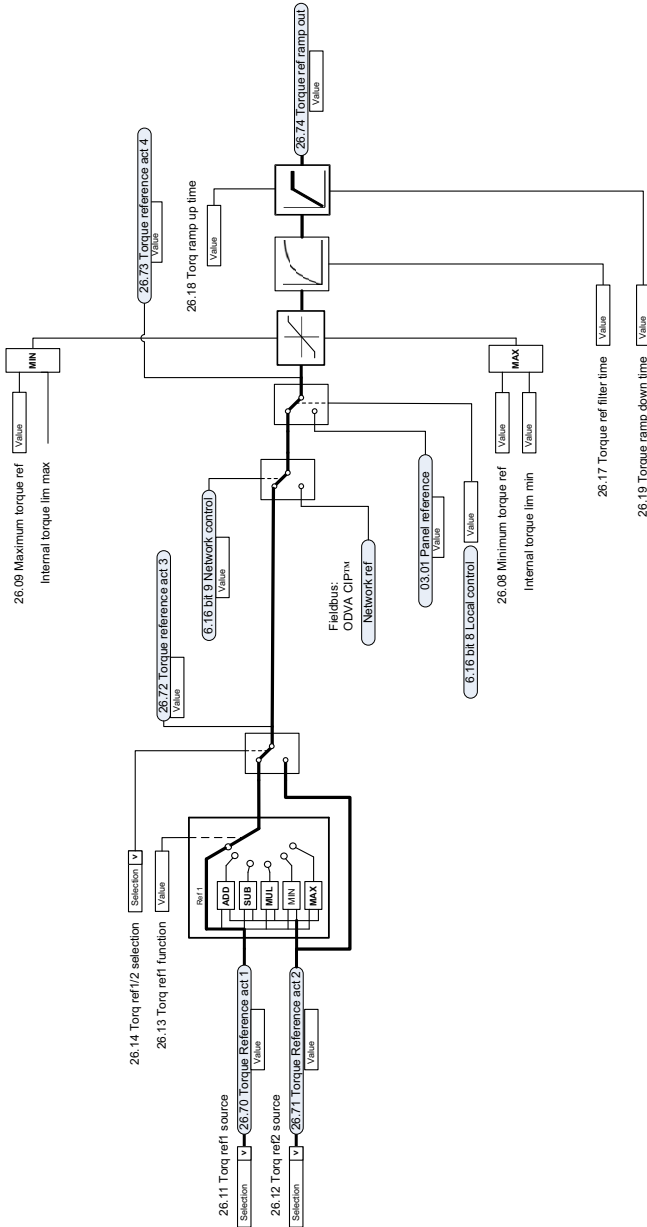 26.11 Torq ref1 source
Selection v
26.70 Torque Reference act 1
Value
26.12 Torq ref2 source
Selection v
26.71 Torque Reference act 2
Value
26.14 Torq ref1/2 selection
Selection v
26.13 Torq ref1 function
Value
Ref 1
ADD
SUB
MUL
MIN
MAX
26.72 Torque reference act 3
Value
6.16 bit 9 Network control
Value
Fieldbus:
ODVA CIP™
Network ref
03.01 Panel reference
Value
6.16 bit 8 Local control
Value
26.09 Maximum torque ref
Value
Internal torque lim max
MIN
26.73 Torque reference act 4
Value
26.08 Minimum torque ref
Value
Internal torque lim min
MAX
26.18 Torq ramp up time
Value
26.17 Torque ref filter time
Value
26.19 Torque ramp down time
Value
26.74 Torque ref ramp out
Value